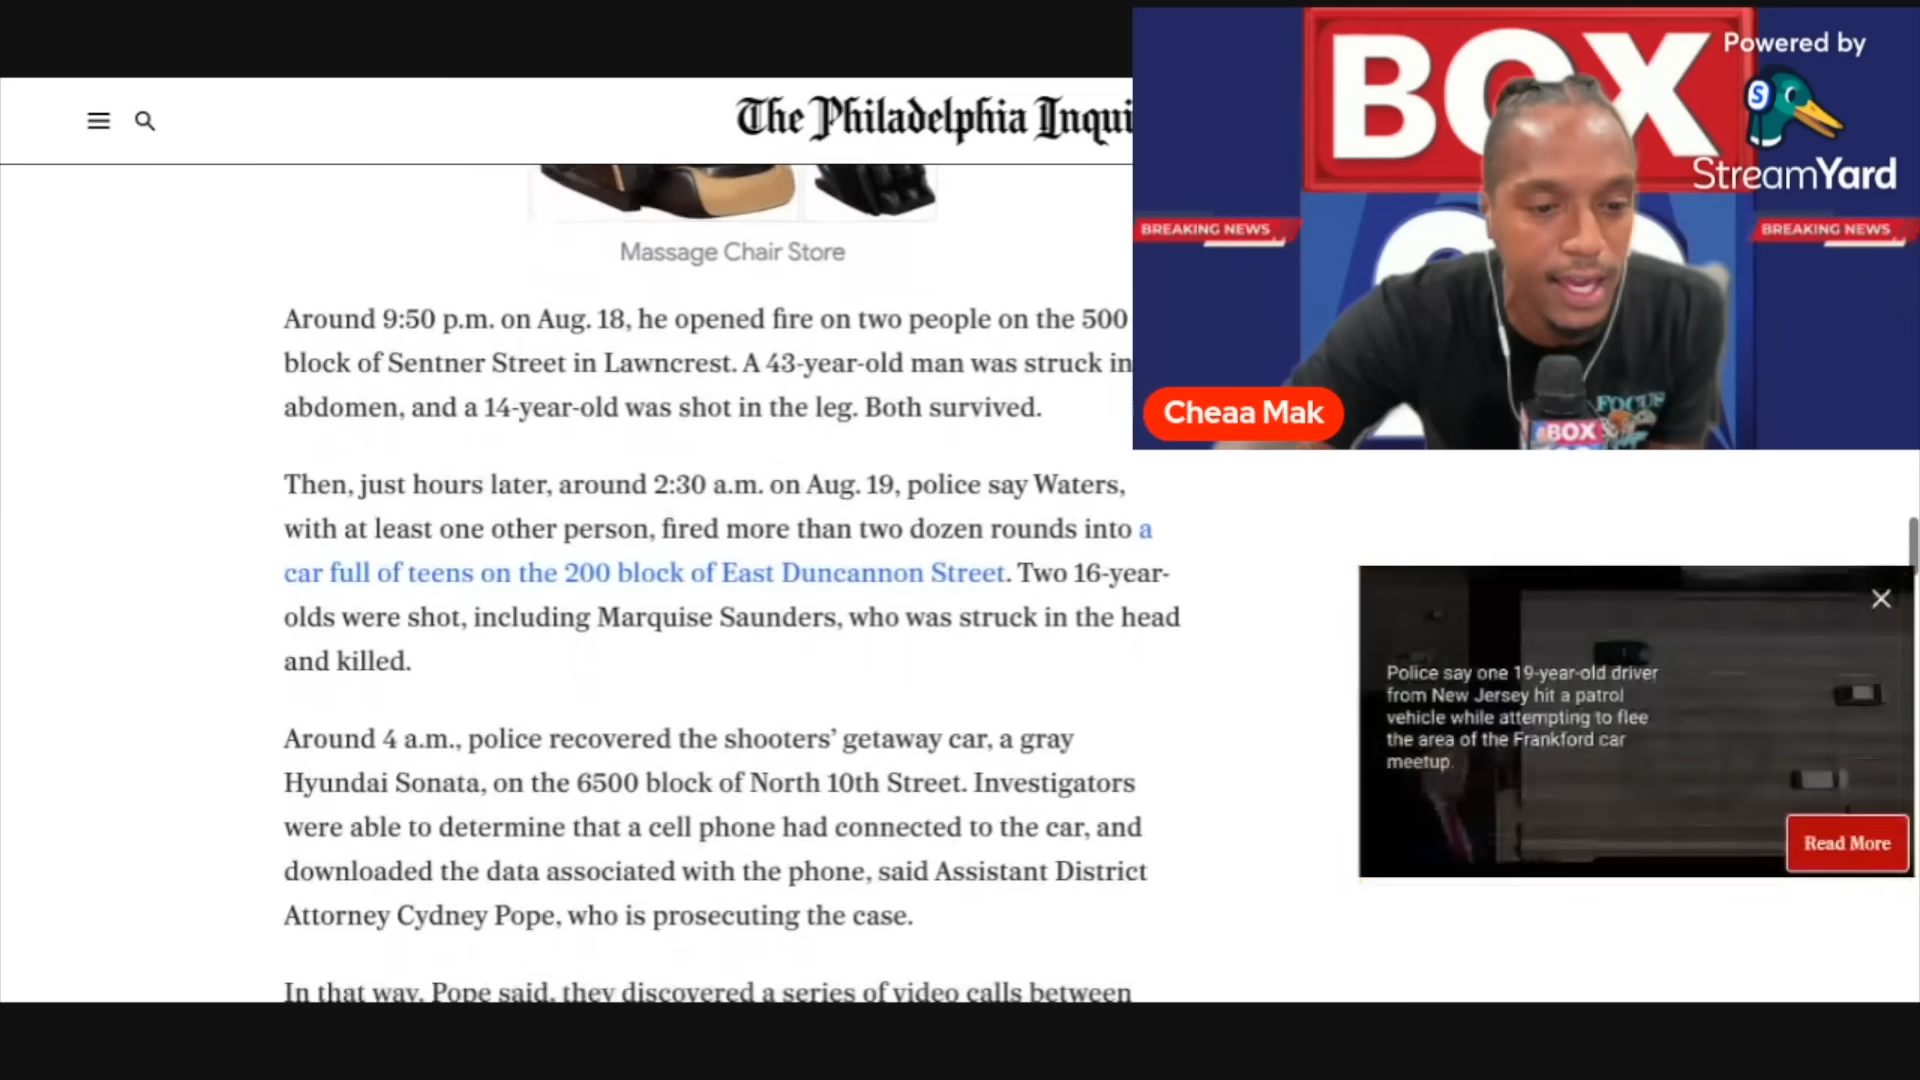 The Philadelphia Inqui
Massage Chair Store
Around 9:50 p.m. on Aug. 18, he opened fire on two people on the 500
block of Sentner Street in Lawncrest. A 43-year-old man was struck in
abdomen, and a 14-year-old was shot in the leg. Both survived.
Then, just hours later, around 2:30 a.m. on Aug. 19, police say Waters,
with at least one other person, fired more than two dozen rounds into a
car full of teens on the 200 block of East Duncannon Street. Two 16-year-
olds were shot, including Marquise Saunders, who was struck in the head
and killed.
Around 4 a.m., police recovered the shooters’ getaway car, a gray
Hyundai Sonata, on the 6500 block of North 10th Street. Investigators
were able to determine that a cell phone had connected to the car, and
downloaded the data associated with the phone, said Assistant District
Attorney Cydney Pope, who is prosecuting the case.
In that way, Pope said, they discovered a series of video calls between
BOX
Powered by
S
StreamYard
BREAKING NEWS
BREAKING NEWS
FOCUS
BOX
Cheaa Mak
Police say one 19-year-old driver
from New Jersey hit a patrol
vehicle while attempting to flee
the area of the Frankford car
meetup.
Read More